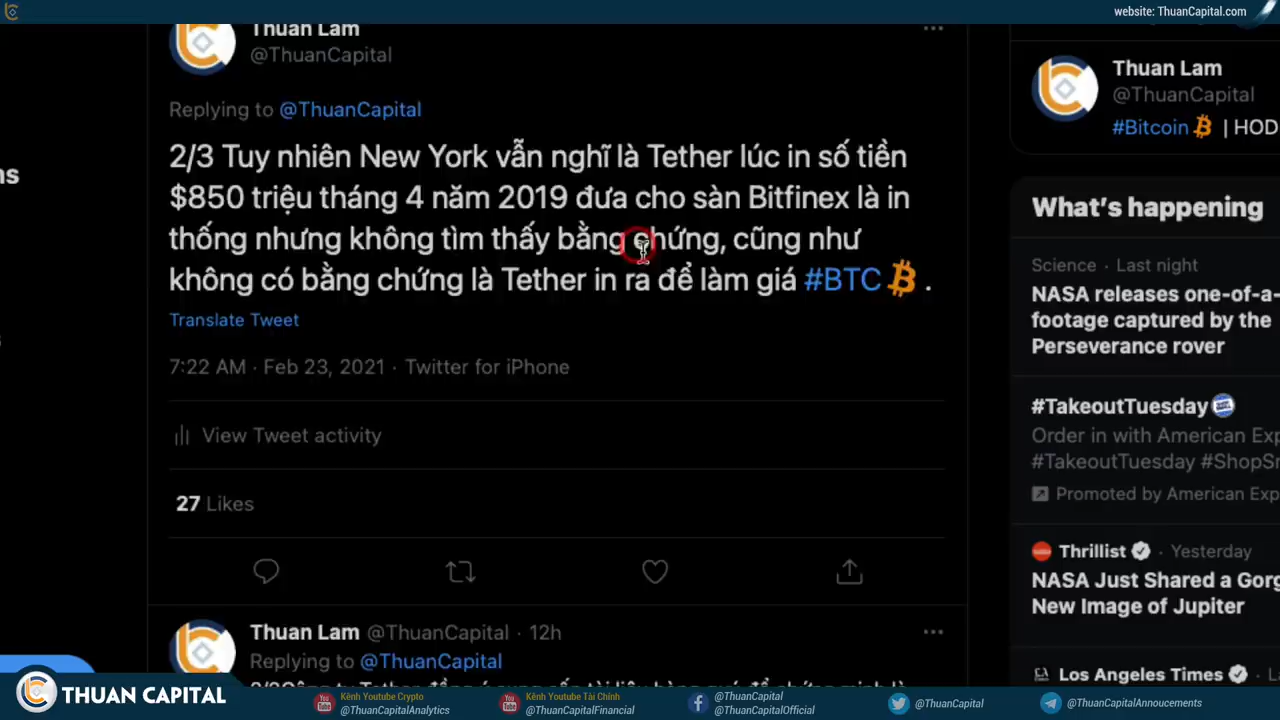 website: ThuanCapital.com
Thuan Lam
@ThuanCapital
Replying to @ThuanCapital
2/3 Tuy nhiên New York vẫn nghĩ là Tether lúc in số tiền
$850 triệu tháng 4 năm 2019 đưa cho sàn Bitfinex là in
thống nhưng không tìm thấy bằng chứng, cũng như
không có bằng chứng là Tether in ra để làm giá #BTC .
Translate Tweet
7:22 AM · Feb 23, 2021 · Twitter for iPhone
View Tweet activity
27 Likes
Thuan Lam @ThuanCapital · 12h
Replying to @ThuanCapital
Thuan Lam
@ThuanCapital
#Bitcoin | HOD
What's happening
Science · Last night
NASA releases one-of-a-
footage captured by the
Perseverance rover
#TakeoutTuesday
Order in with American Exp
#TakeoutTuesday #ShopSm
Promoted by American Exp
Thrillist · Yesterday
NASA Just Shared a Gorg
New Image of Jupiter
Los Angeles Times
THUAN CAPITAL
Kênh Youtube Crypto
@ThuanCapitalAnalytics
Kênh Youtube Tài Chính
@ThuanCapitalFinancial
@ThuanCapital
@ThuanCapitalOfficial
@ThuanCapital
@ThuanCapitalAnnoucements